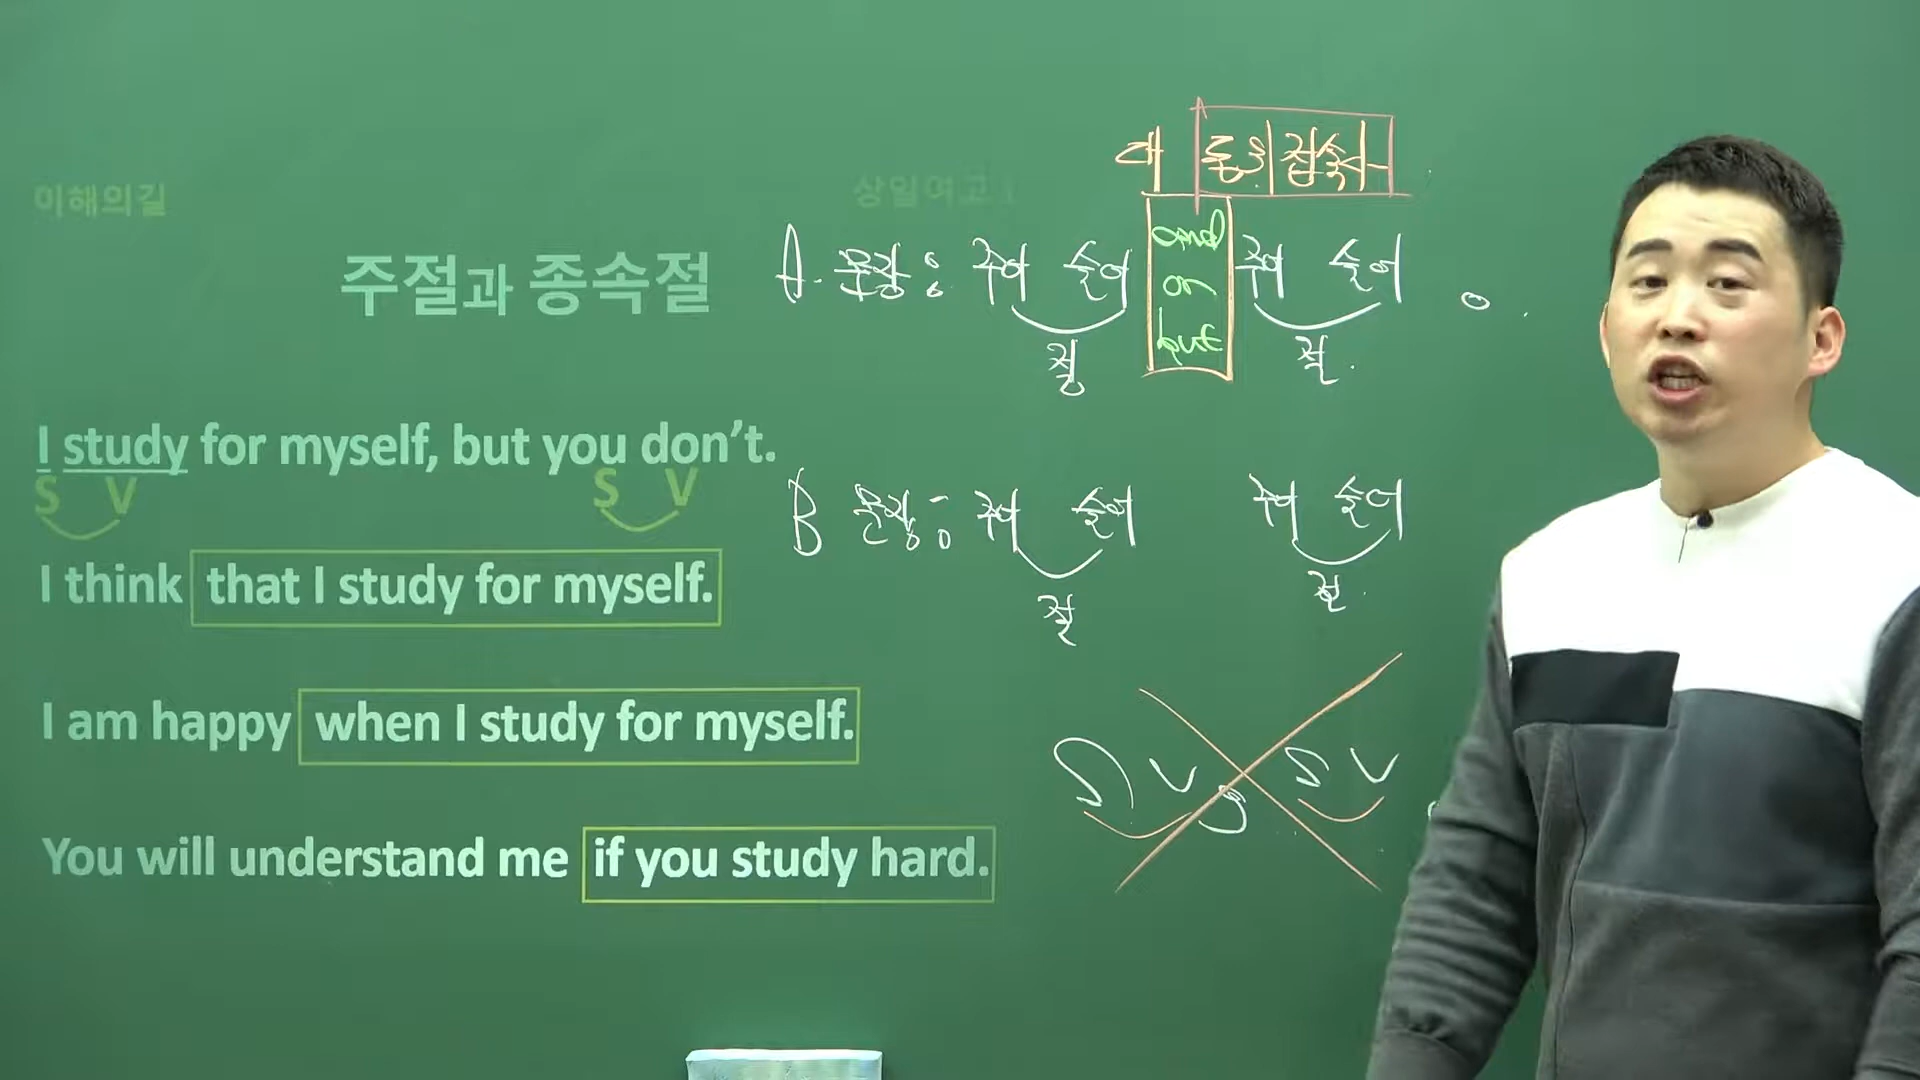 이해의길
상일여고
주절과 종속절
I study for myself, but you don't.
S V S V
I think that I study for myself.
I am happy when I study for myself.
You will understand me if you study hard.
동위접속사
A. 문장: 주어 술어 and or but 주어 술어
절 절.
B 문장: 주어 술어 주어 술어
절 절.
S V S V